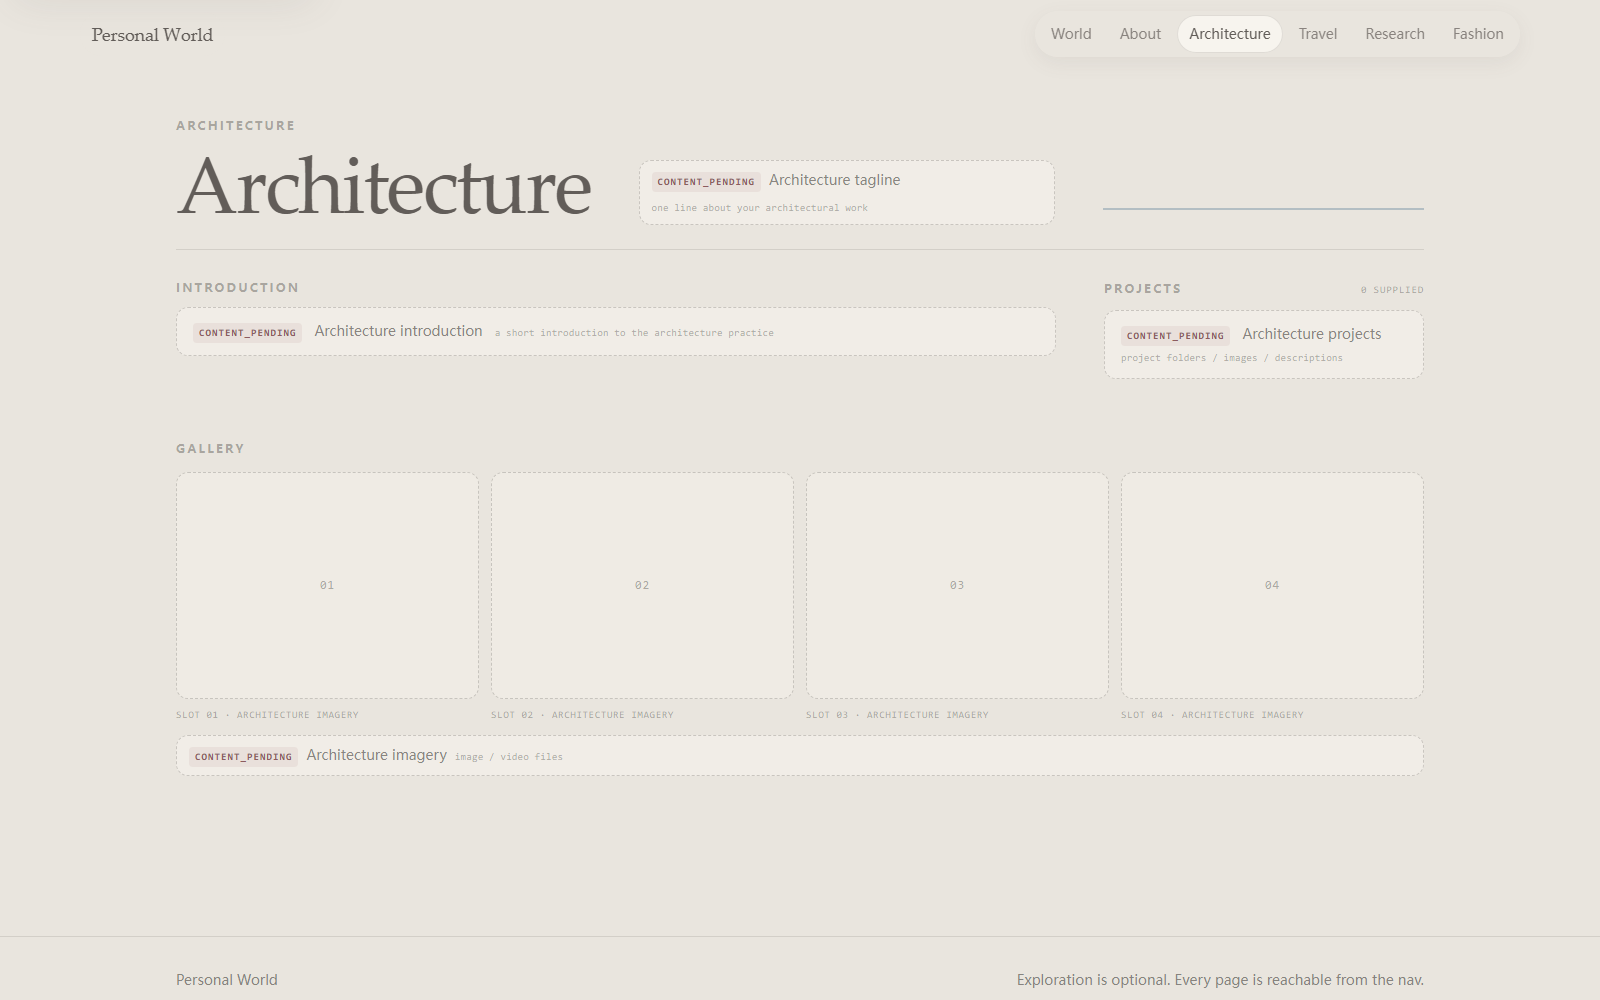 Personal World
World About Architecture Travel Research Fashion
ARCHITECTURE
Architecture
CONTENT_PENDING Architecture tagline
one line about your architectural work
INTRODUCTION
CONTENT_PENDING Architecture introduction a short introduction to the architecture practice
PROJECTS 0 SUPPLIED
CONTENT_PENDING Architecture projects
project folders / images / descriptions
GALLERY
01 02 03 04
SLOT 01 · ARCHITECTURE IMAGERY SLOT 02 · ARCHITECTURE IMAGERY SLOT 03 · ARCHITECTURE IMAGERY SLOT 04 · ARCHITECTURE IMAGERY
CONTENT_PENDING Architecture imagery image / video files
Personal World Exploration is optional. Every page is reachable from the nav.